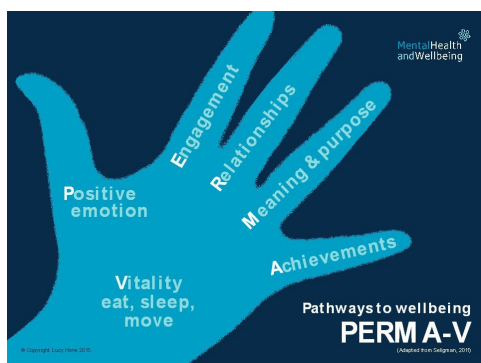 MentalHealth
andWellbeing
Engagement
Relationships
Meaning & purpose
Positive
emotion
Achievements
Vitality
eat, sleep,
move
Pathways to wellbeing
PERMA-V
(Adapted from Seligman, 2011)
© Copyright Lucy Hone 2015